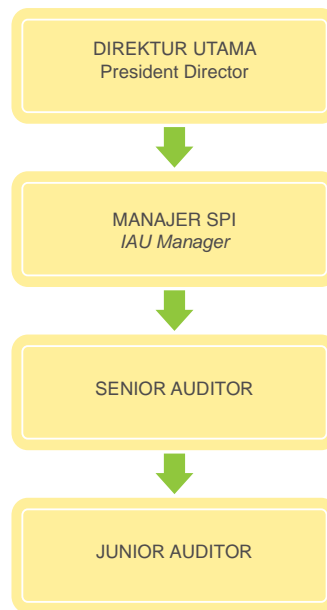 DIREKTUR UTAMA
President Director
MANAJER SPI
IAU Manager
SENIOR AUDITOR
JUNIOR AUDITOR